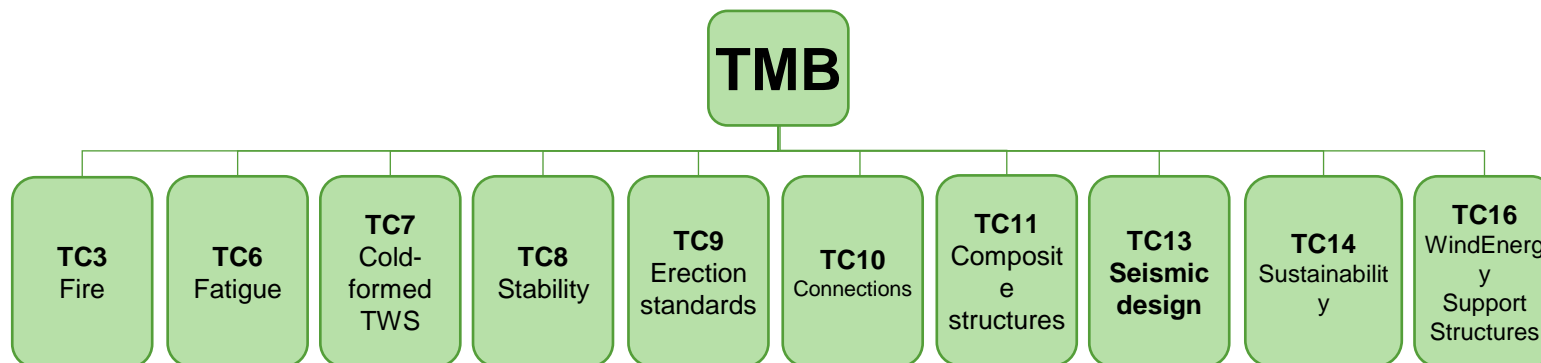 TMB
TC3
Fire
TC6
Fatigue
TC7
Cold-
formed
TWS
TC8
Stability
TC9
Erection
standards
TC10
Connections
TC11
Composit
e
structures
TC13
Seismic
design
TC14
Sustainabilit
y
TC16
WindEnerg
y
Support
Structures